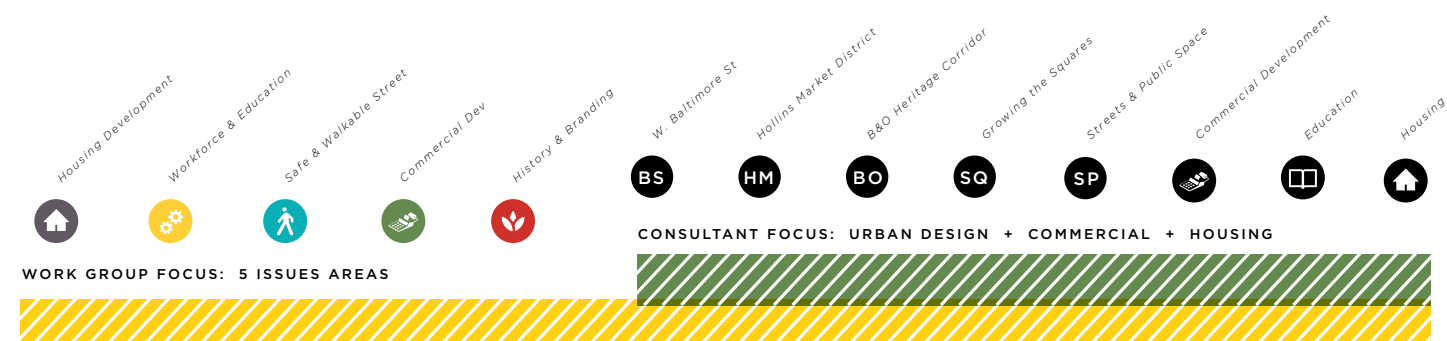 Housing Development
Workforce & Education
Safe & Walkable Street
Commercial Dev
History & Branding
W. Baltimore St
Hollins Market District
B&O Heritage Corridor
Growing the Squares
Streets & Public Space
Commercial Development
Education
Housing
BS
HM
BO
SQ
SP
CONSULTANT FOCUS: URBAN DESIGN + COMMERCIAL + HOUSING
WORK GROUP FOCUS: 5 ISSUES AREAS